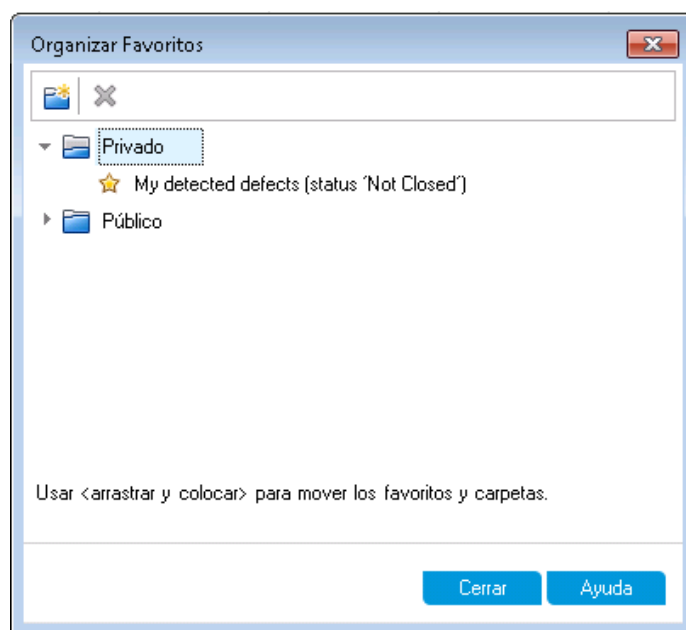 Organizar Favoritos
Privado
My detected defects (status ´Not Closed´)
Público
Usar <arrastrar y colocar> para mover los favoritos y carpetas.
Cerrar
Ayuda